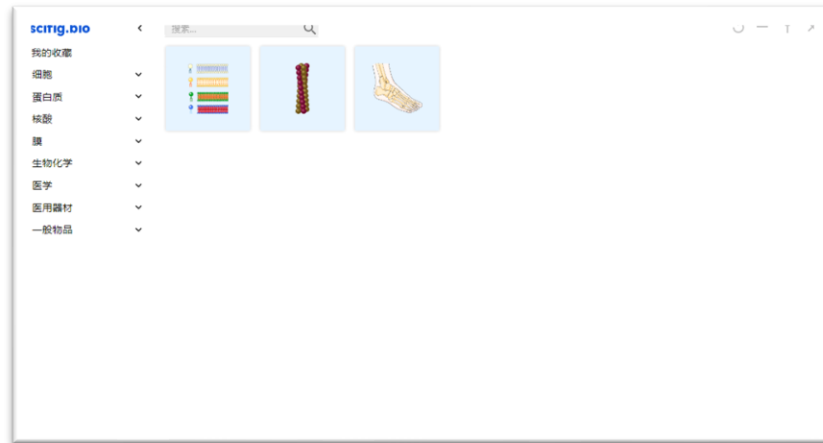 scifig.bio
搜索...
我的收藏
细胞
蛋白质
核酸
膜
生物化学
医学
医用器材
一般物品